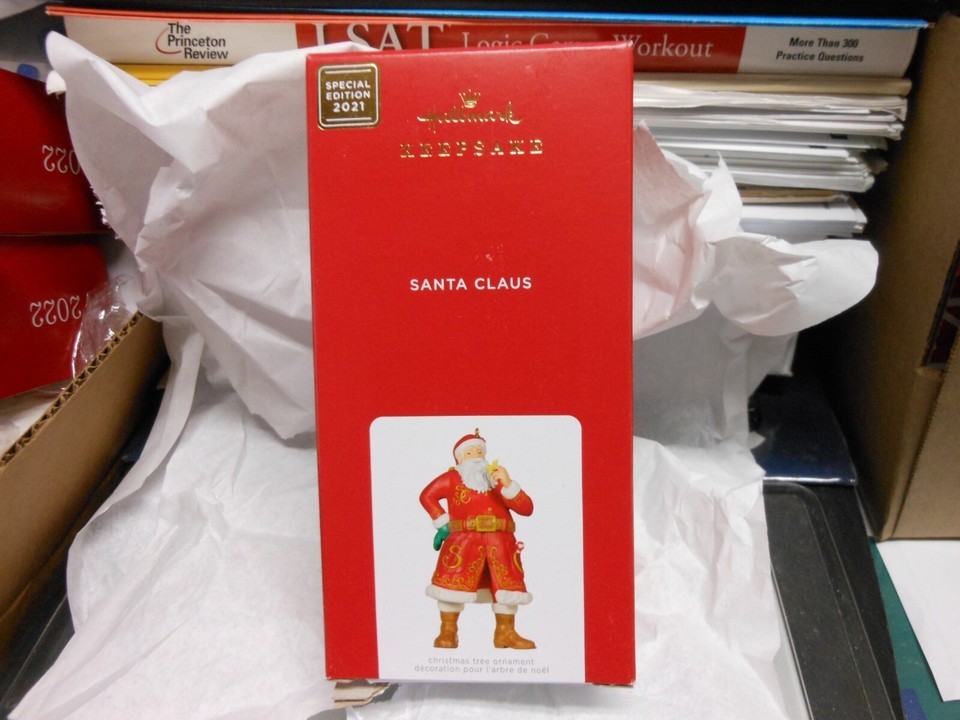 The
Princeton
Review
LSAT Logic Games Workout
More Than 300
Practice Questions
SPECIAL
EDITION
2021
Hallmark
KEEPSAKE
2022
2022
SANTA CLAUS
christmas tree ornament
décoration pour l'arbre de noël